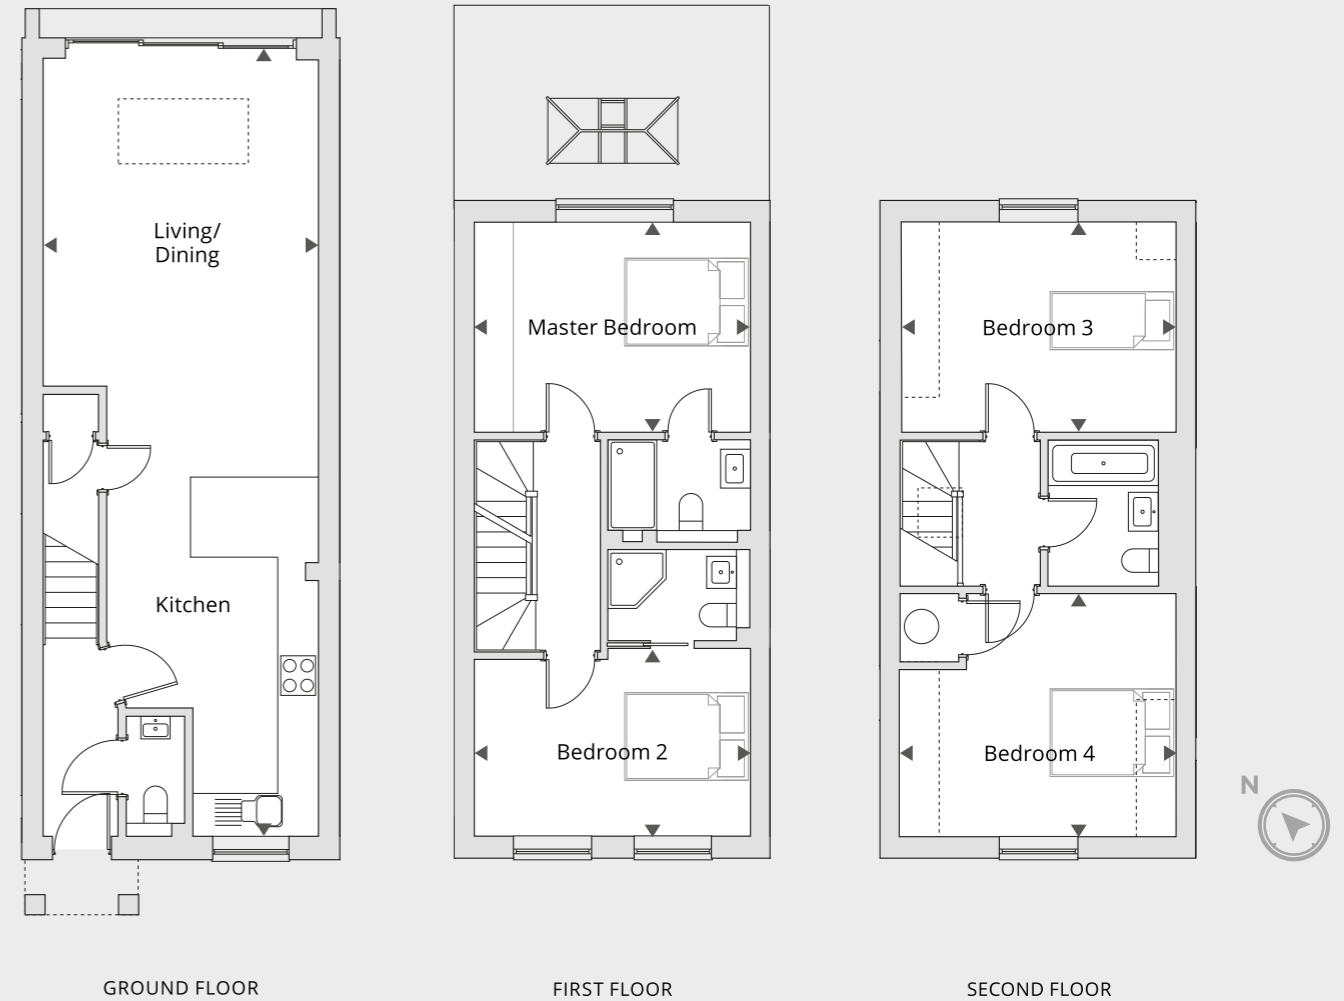 Living/
Dining
Kitchen
GROUND FLOOR
Master Bedroom
Bedroom 2
FIRST FLOOR
Bedroom 3
Bedroom 4
SECOND FLOOR
N